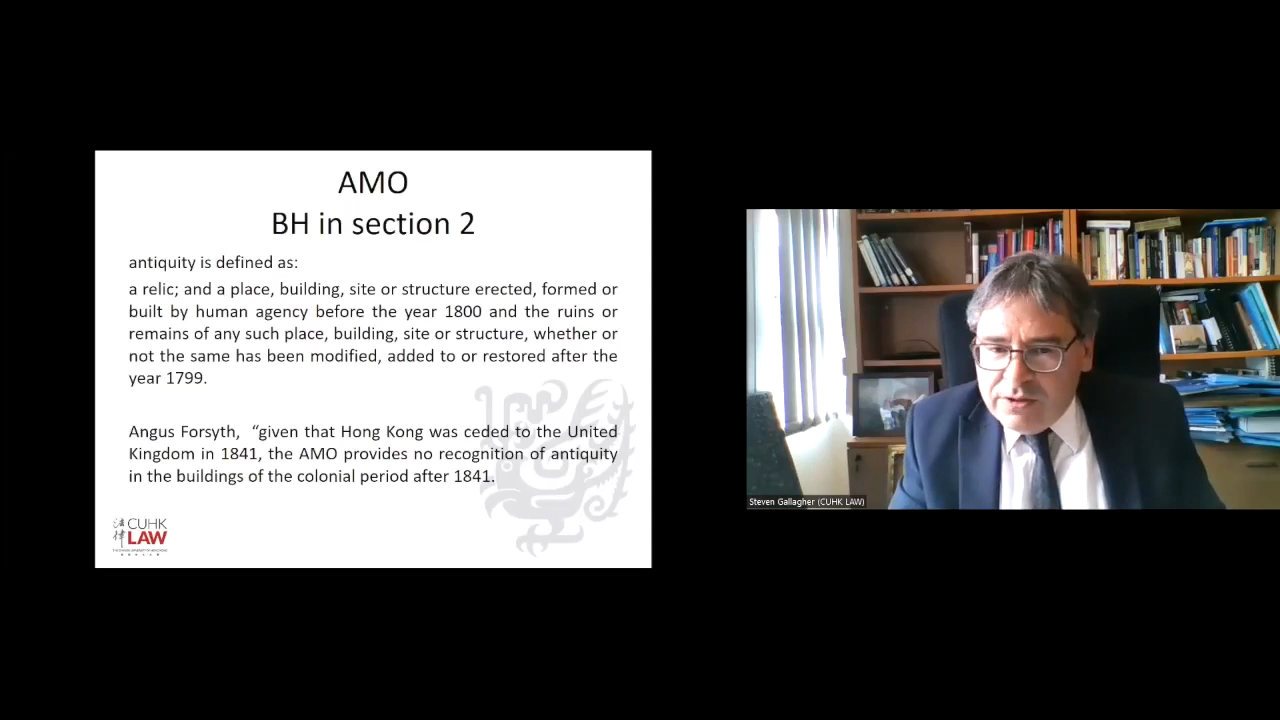 AMO
BH in section 2
antiquity is defined as:
a relic; and a place, building, site or structure erected, formed or
built by human agency before the year 1800 and the ruins or
remains of any such place, building, site or structure, whether or
not the same has been modified, added to or restored after the
year 1799.
Angus Forsyth, “given that Hong Kong was ceded to the United
Kingdom in 1841, the AMO provides no recognition of antiquity
in the buildings of the colonial period after 1841.
CUHK
LAW
Steven Gallagher (CUHK LAW)